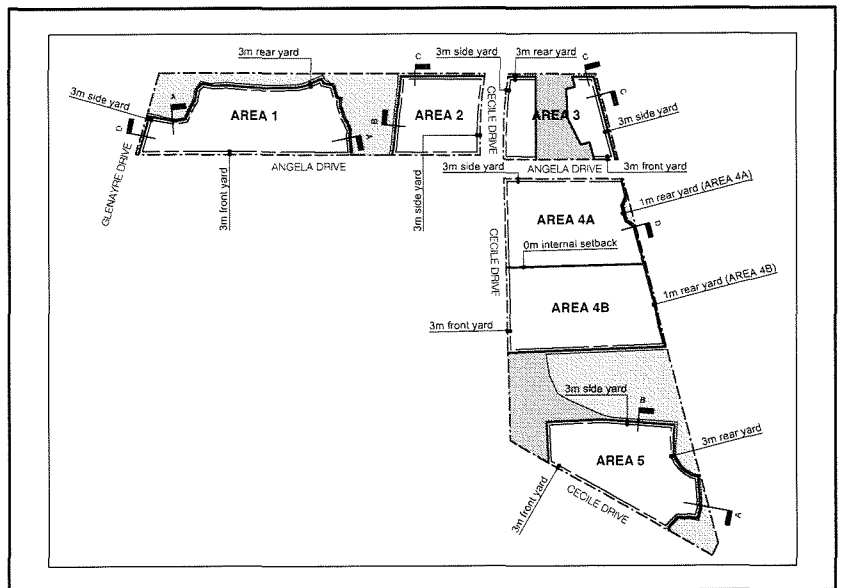 3m rear yard
C
3m side yard
3m rear yard
C
3m side yard
A
D
AREA 1
A
B
AREA 2
CECILE DRIVE
AREA 3
C
3m side yard
GLENAYRE DRIVE
3m front yard
ANGELA DRIVE
3m side yard
3m side yard
ANGELA DRIVE
3m front yard
1m rear yard (AREA 4A)
AREA 4A
D
CECILE DRIVE
0m internal setback
1m rear yard (AREA 4B)
AREA 4B
3m front yard
3m side yard
B
3m rear yard
AREA 5
3m front yard
CECILE DRIVE
A